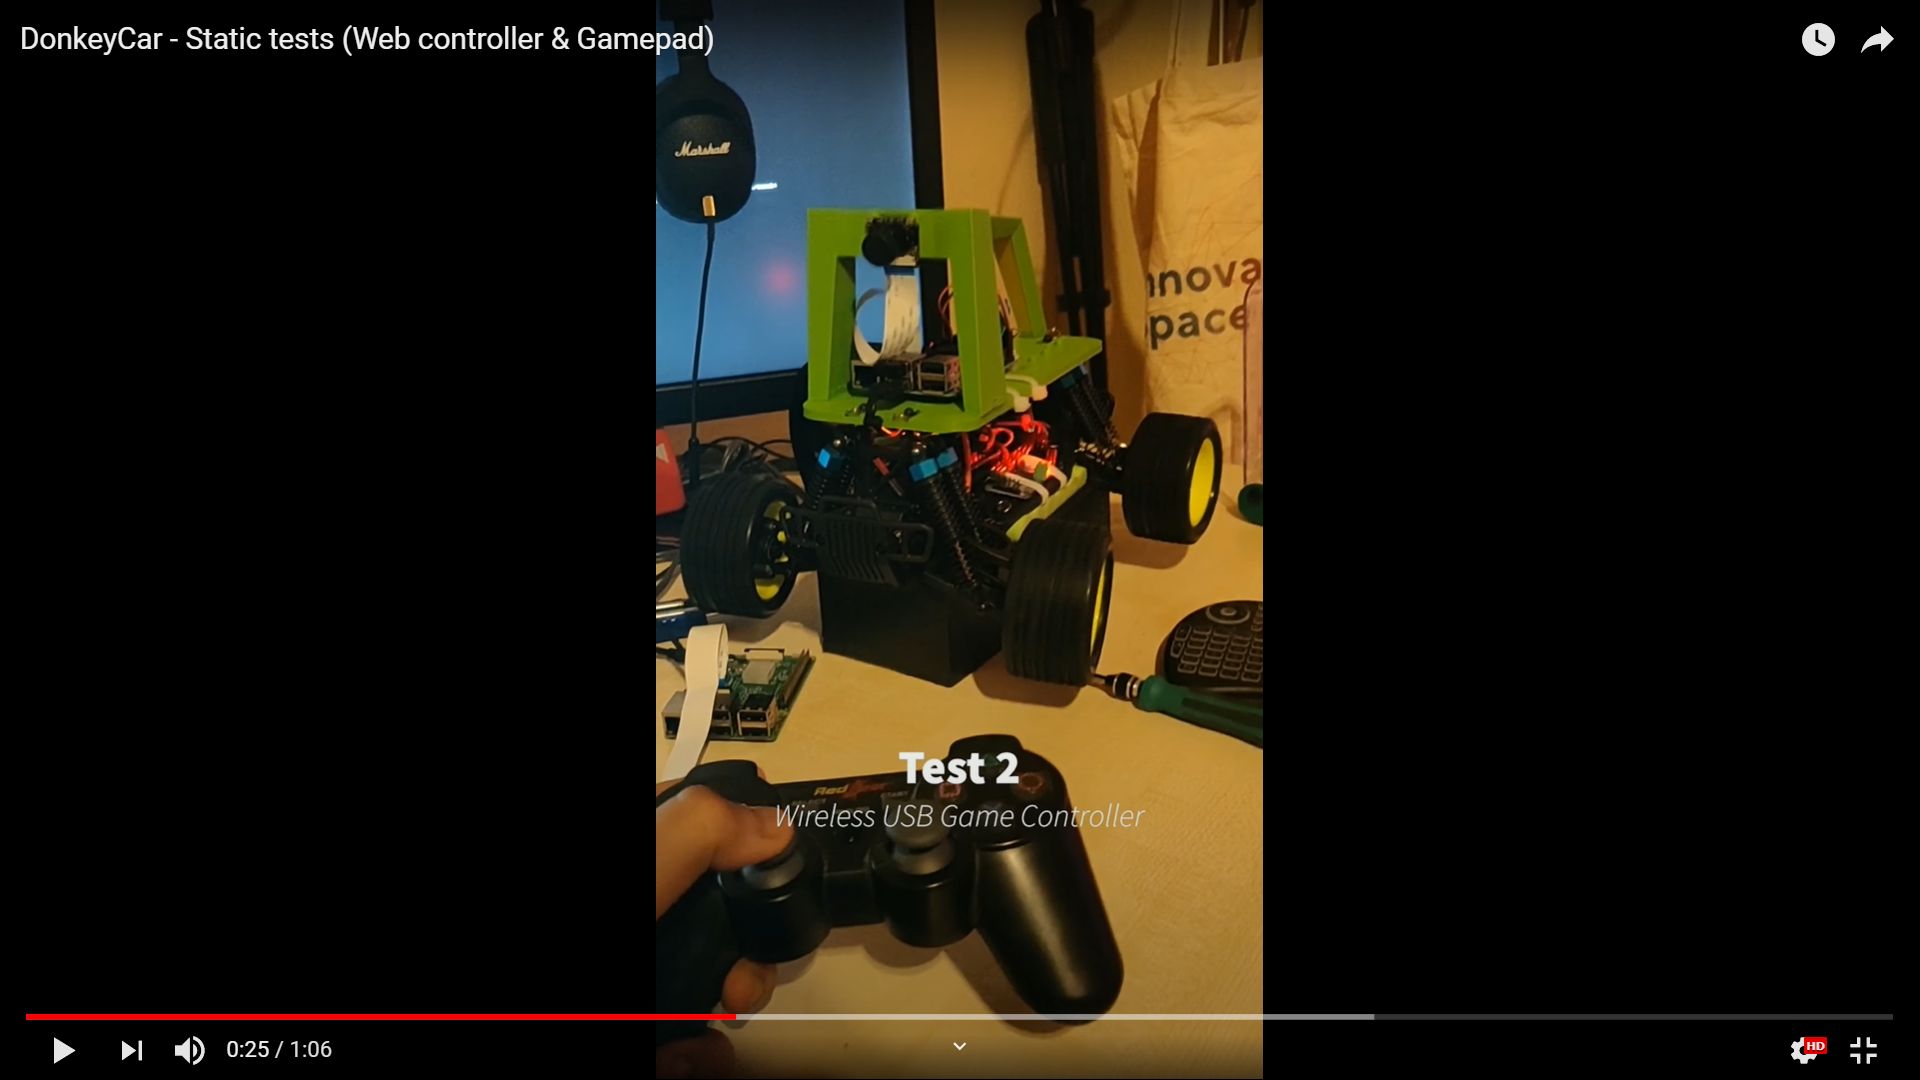 DonkeyCar - Static tests (Web controller & Gamepad)
Marshall
nnova
pace
Test 2
Wireless USB Game Controller
0:25 / 1:06
HD